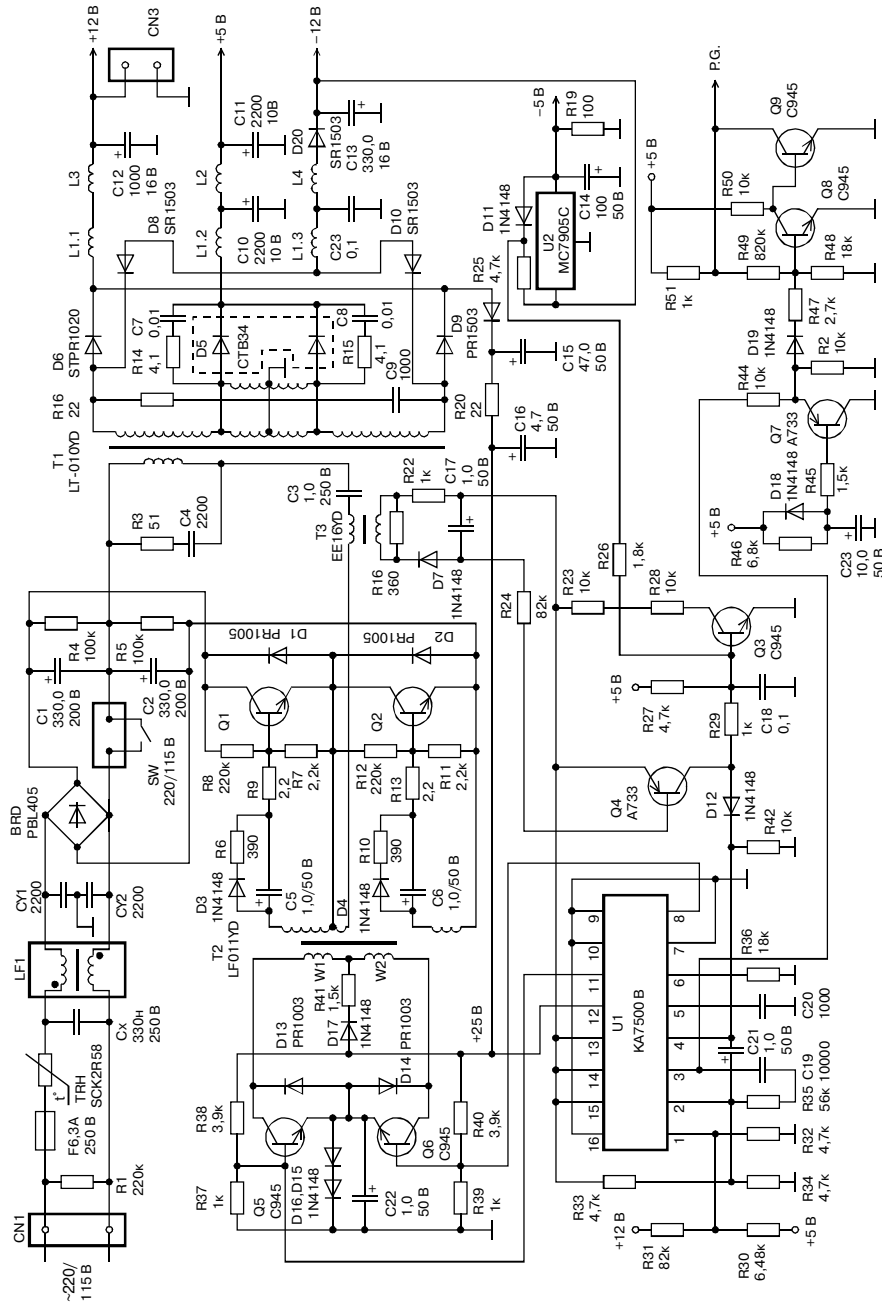 ~220/
115 В
CN1
R1
220к
F6,3A
250 В
t°
TRH
SCK2R58
Cx
330н
250 В
LF1
CY1
2200
CY2
2200
BRD
PBL405
SW
220/115 В
C1
330,0
200 В
C2
330,0
200 В
R4
100к
R5
100к
R3
51
C4
2200
T1
LT-010YD
R16
22
D6
STPR1020
R14
4,1
C7
0,01
D5
CTB34
R15
4,1
C8
0,01
C9
1000
D9
PR1503
D8
SR1503
D10
SR1503
L1.1
L3
L1.2
L2
L1.3
L4
C12
1000
16 В
C10
2200
10 В
C11
2200
10В
C23
0,1
D20
SR1503
C13
330,0
16 В
+12 В
CN3
+5 В
−12 В
T2
LF011YD
D3
1N4148
R6
390
C5
1,0/50 В
D4
1N4148
R10
390
C6
1,0/50 В
R8
220к
R9
2,2
R7
2,2к
R12
220к
R13
2,2
R11
2,2к
Q1
Q2
D1 PR1005
D2
PR1005
C3
1,0
250 В
T3
EE16YD
R16
360
R22
1к
D7
1N4148
C17
1,0
50 В
R20
22
C16
4,7
50 В
C15
47,0
50 В
R25
4,7к
D11
1N4148
U2
MC7905C
C14
100
50 В
−5 В
R19
100
R38
3,9к
R37
1к
Q5
C945
D16,D15
1N4148
C22
1,0
50 В
D13
PR1003
D17
1N4148
R41
1,5к
W1
W2
D14
PR1003
+25 В
Q6
C945
R40
3,9к
R39
1к
R24
82к
R26
1,8к
R23
10к
R28
10к
Q3
C945
+5 В
R27
4,7к
R29
1к
C18
0,1
Q4
A733
D12
1N4148
R42
10к
U1
KA7500 В
16
15
14
13
12
11
10
9
1
2
3
4
5
6
7
8
R33
4,7к
+12 В
R31
82к
R30
6,48к
+5 В
R34
4,7к
R32
4,7к
R35
56к
C19
10000
C21
1,0
50 В
C20
1000
R36
18к
+5 В
R46
6,8к
C23
10,0
50 В
D18
1N4148
R45
1,5к
Q7
A733
R44
10к
R2
10к
D19
1N4148
R47
2,7к
R51
1к
R49
820к
R48
18к
R50
10к
+5 В
Q8
C945
Q9
C945
P.G.